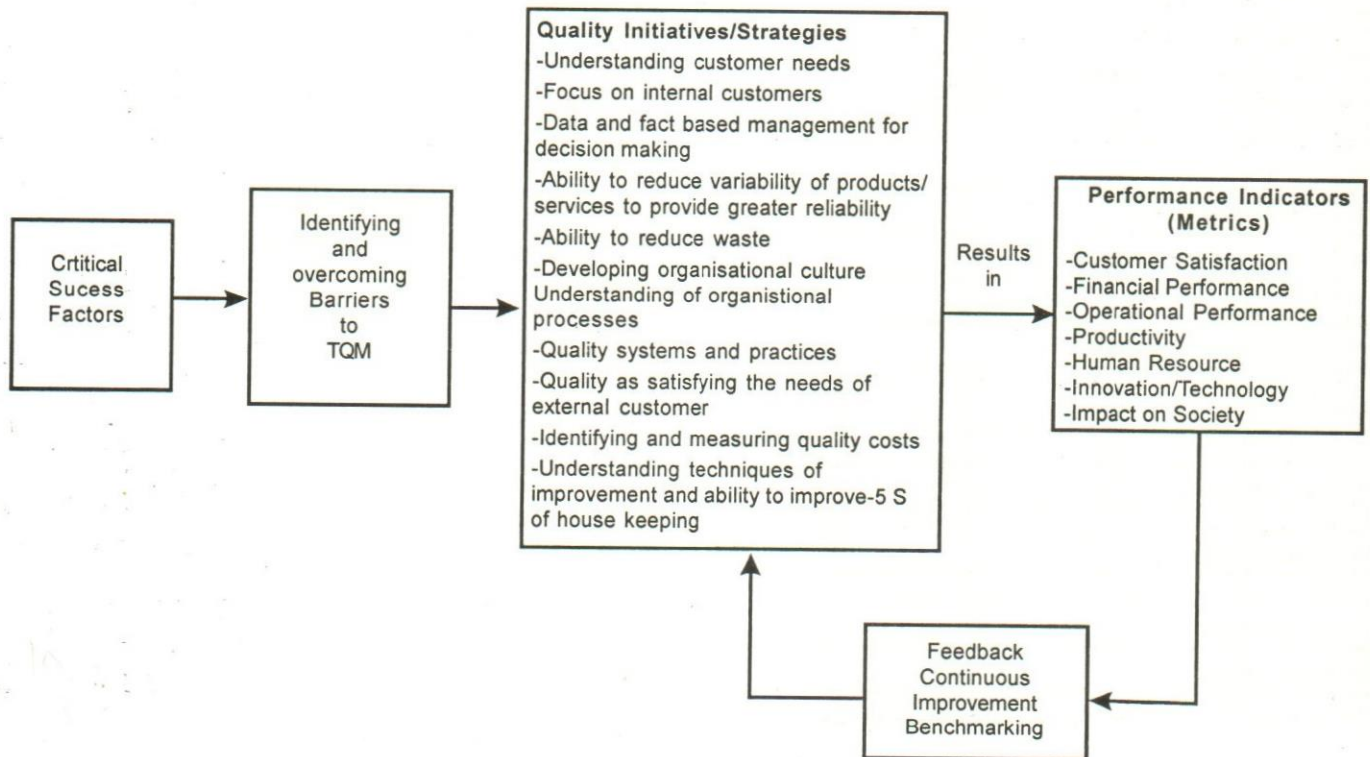 Crtitical
Sucess
Factors
Identifying
and
overcoming
Barriers
to
TQM
Quality Initiatives/Strategies
-Understanding customer needs
-Focus on internal customers
-Data and fact based management for
decision making
-Ability to reduce variability of products/
services to provide greater reliability
-Ability to reduce waste
-Developing organisational culture
Understanding of organistional
processes
-Quality systems and practices
-Quality as satisfying the needs of
external customer
-Identifying and measuring quality costs
-Understanding techniques of
improvement and ability to improve-5 S
of house keeping
Results
in
Performance Indicators
(Metrics)
-Customer Satisfaction
-Financial Performance
-Operational Performance
-Productivity
-Human Resource
-Innovation/Technology
-Impact on Society
Feedback
Continuous
Improvement
Benchmarking